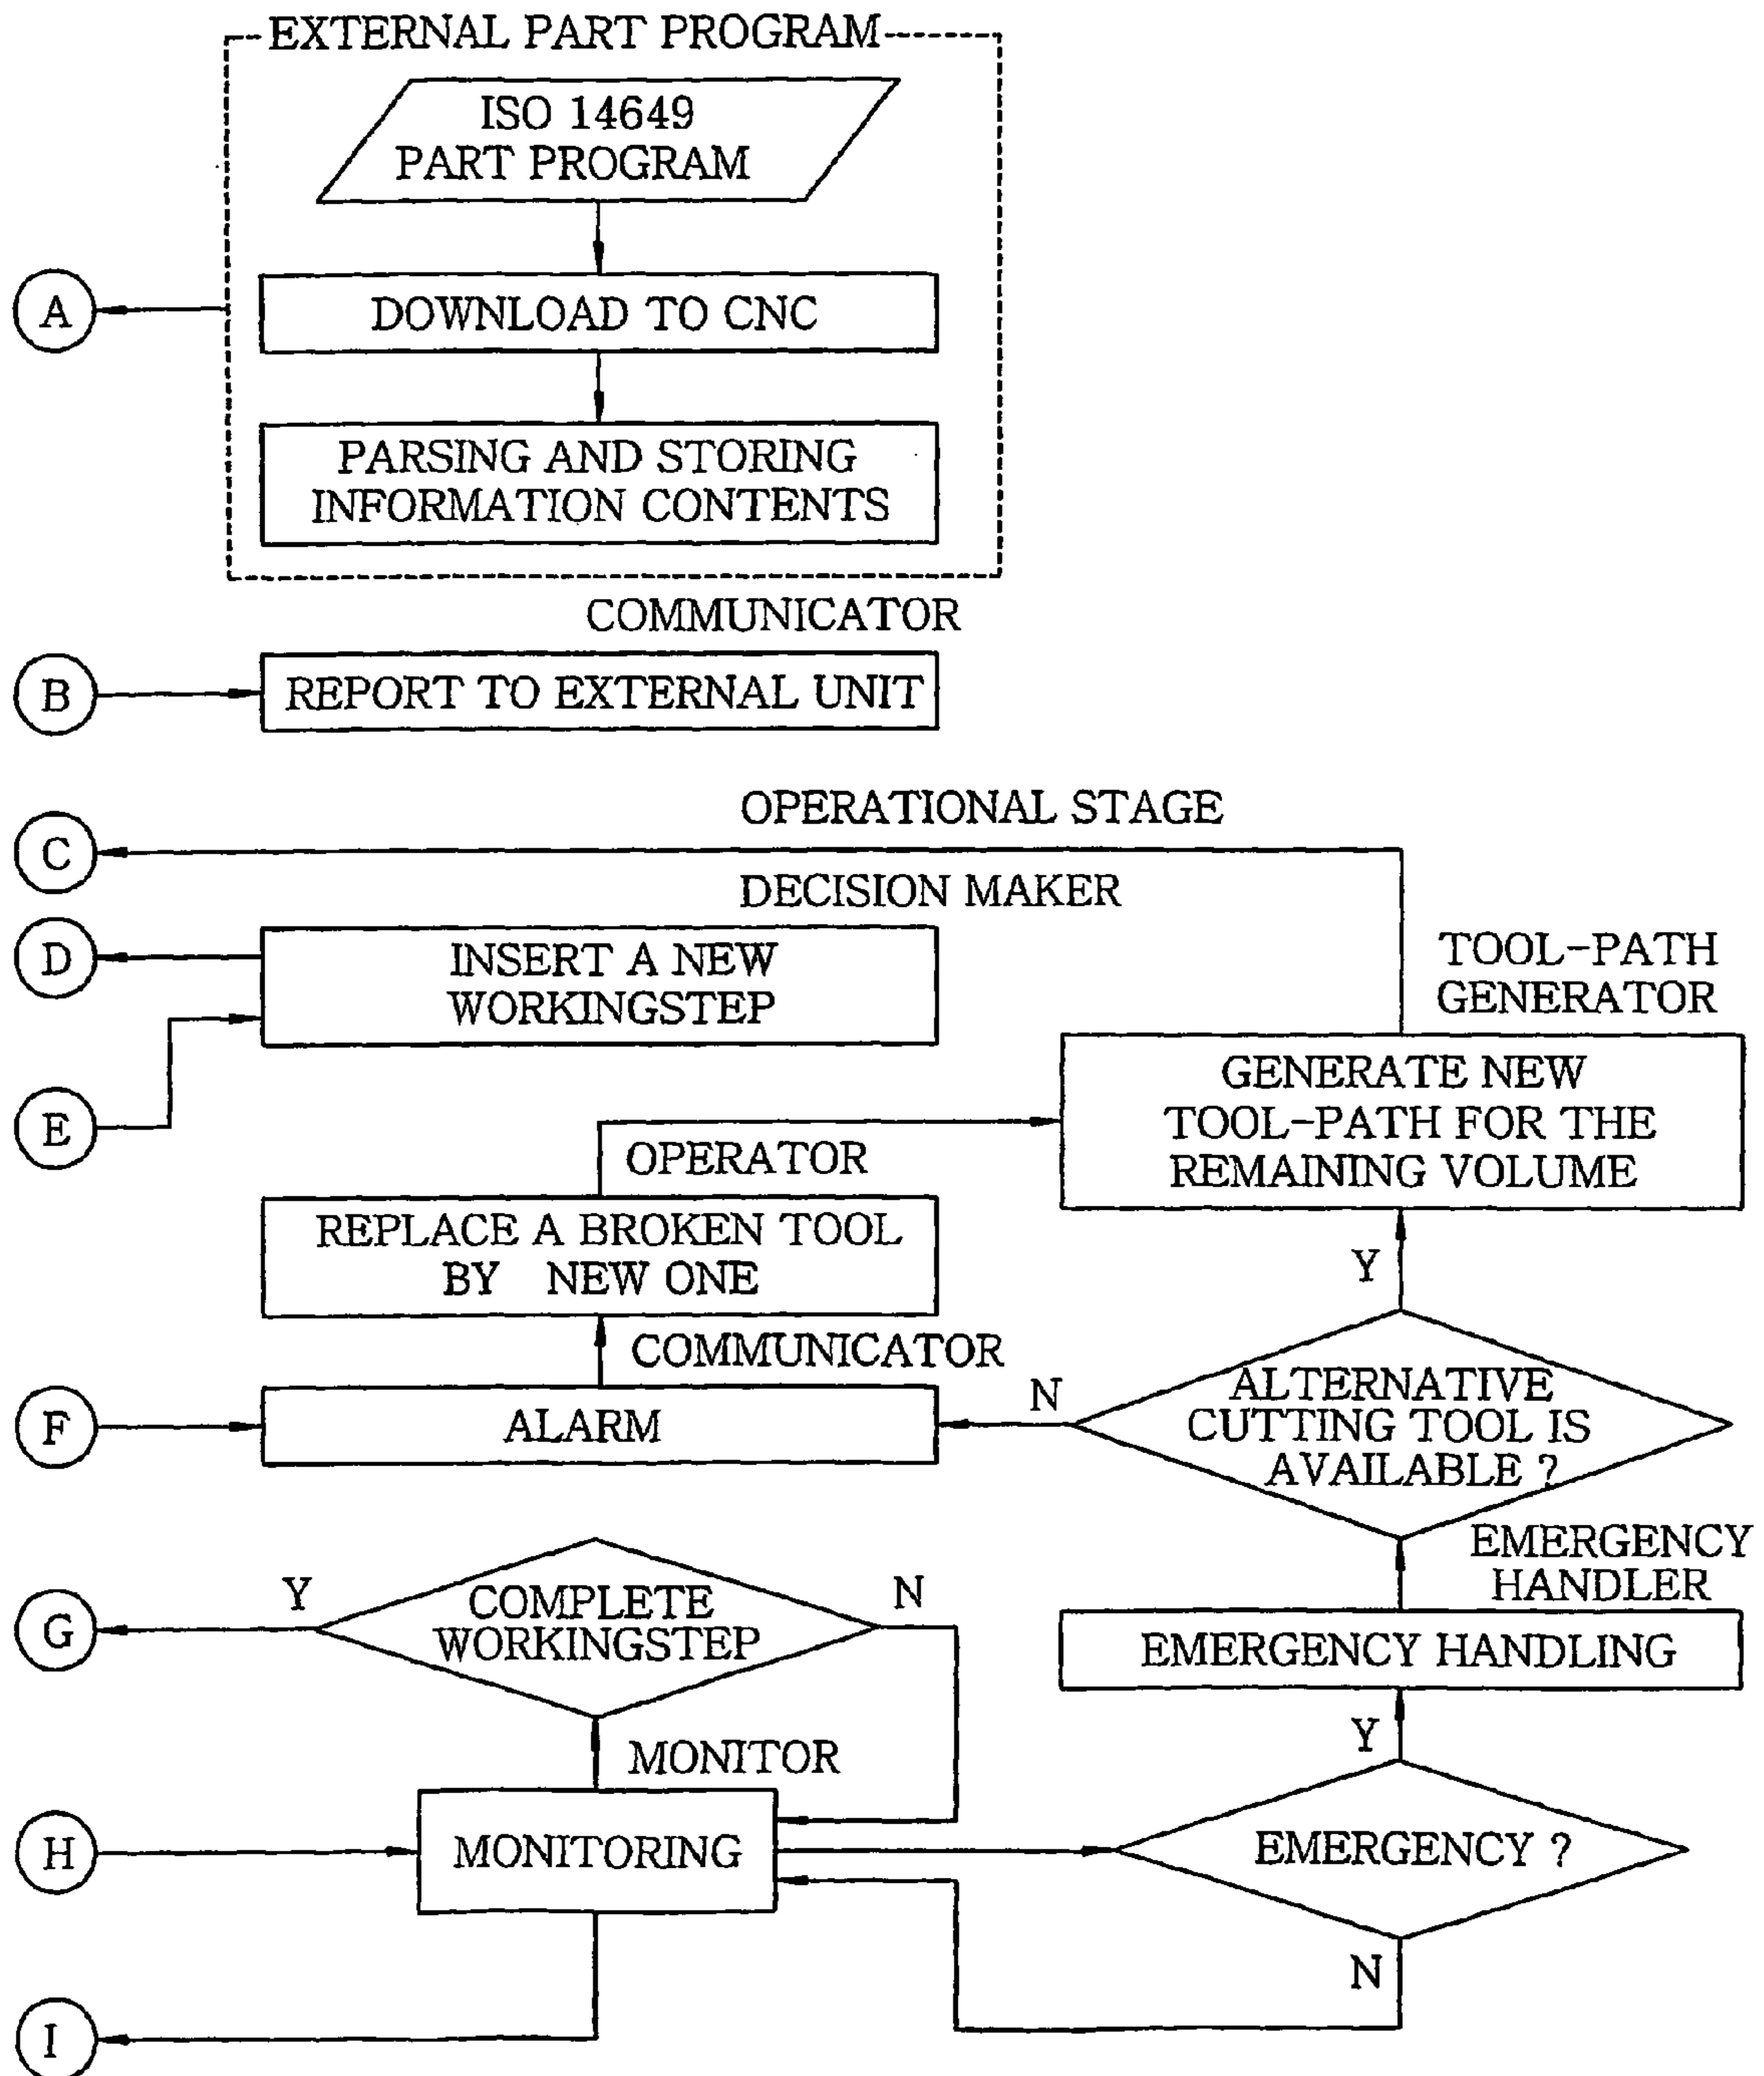 EXTERNAL PART PROGRAM
ISO 14649
PART PROGRAM
A
DOWNLOAD TO CNC
PARSING AND STORING
INFORMATION CONTENTS
COMMUNICATOR
B
REPORT TO EXTERNAL UNIT
OPERATIONAL STAGE
C
DECISION MAKER
D
INSERT A NEW
WORKINGSTEP
TOOL-PATH
GENERATOR
E
GENERATE NEW
TOOL-PATH FOR THE
REMAINING VOLUME
OPERATOR
REPLACE A BROKEN TOOL
BY NEW ONE
Y
COMMUNICATOR
F
ALARM
N
ALTERNATIVE
CUTTING TOOL IS
AVAILABLE ?
EMERGENCY
HANDLER
G
Y
COMPLETE
WORKINGSTEP
N
EMERGENCY HANDLING
Y
MONITOR
H
MONITORING
EMERGENCY ?
N
I